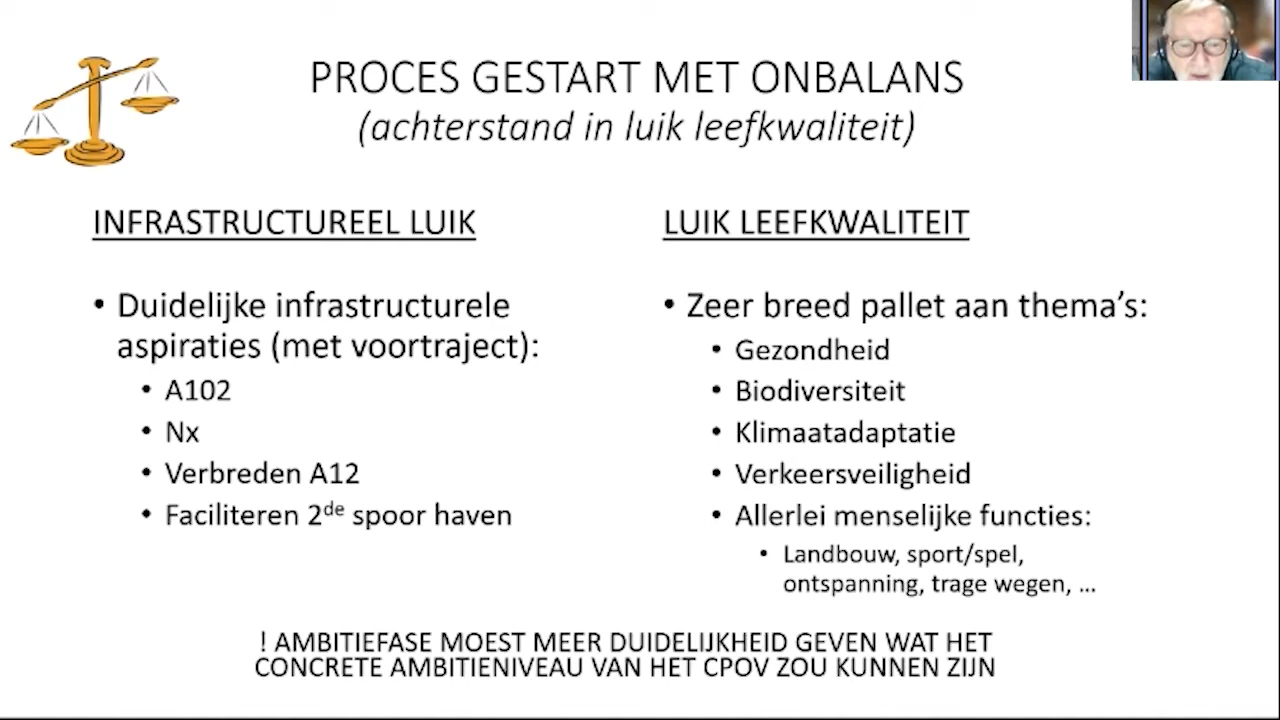 PROCES GESTART MET ONBALANS
(achterstand in luik leefkwaliteit)
INFRASTRUCTUREEL LUIK
• Duidelijke infrastructurele
aspiraties (met voortraject):
• A102
• Nx
• Verbreden A12
• Faciliteren 2de spoor haven
LUIK LEEFKWALITEIT
• Zeer breed pallet aan thema’s:
• Gezondheid
• Biodiversiteit
• Klimaatadaptatie
• Verkeersveiligheid
• Allerlei menselijke functies:
• Landbouw, sport/spel,
ontspanning, trage wegen, ...
! AMBITIEFASE MOEST MEER DUIDELIJKHEID GEVEN WAT HET
CONCRETE AMBITIENIVEAU VAN HET CPOV ZOU KUNNEN ZIJN